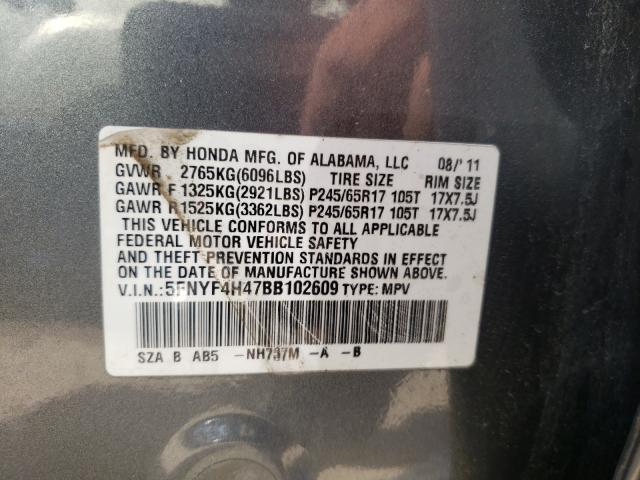 MFD. BY HONDA MFG. OF ALABAMA, LLC 08/'11
GVWR 2765KG(6096LBS) TIRE SIZE RIM SIZE
GAWR F 1325KG(2921LBS) P245/65R17 105T 17X7.5J
GAWR R 1525KG(3362LBS) P245/65R17 105T 17X7.5J
THIS VEHICLE CONFORMS TO ALL APPLICABLE
FEDERAL MOTOR VEHICLE SAFETY
AND THEFT PREVENTION STANDARDS IN EFFECT
ON THE DATE OF MANUFACTURE SHOWN ABOVE.
V.I.N.:5FNYF4H47BB102609 TYPE: MPV
SZA B AB5 -NH737M -A -B